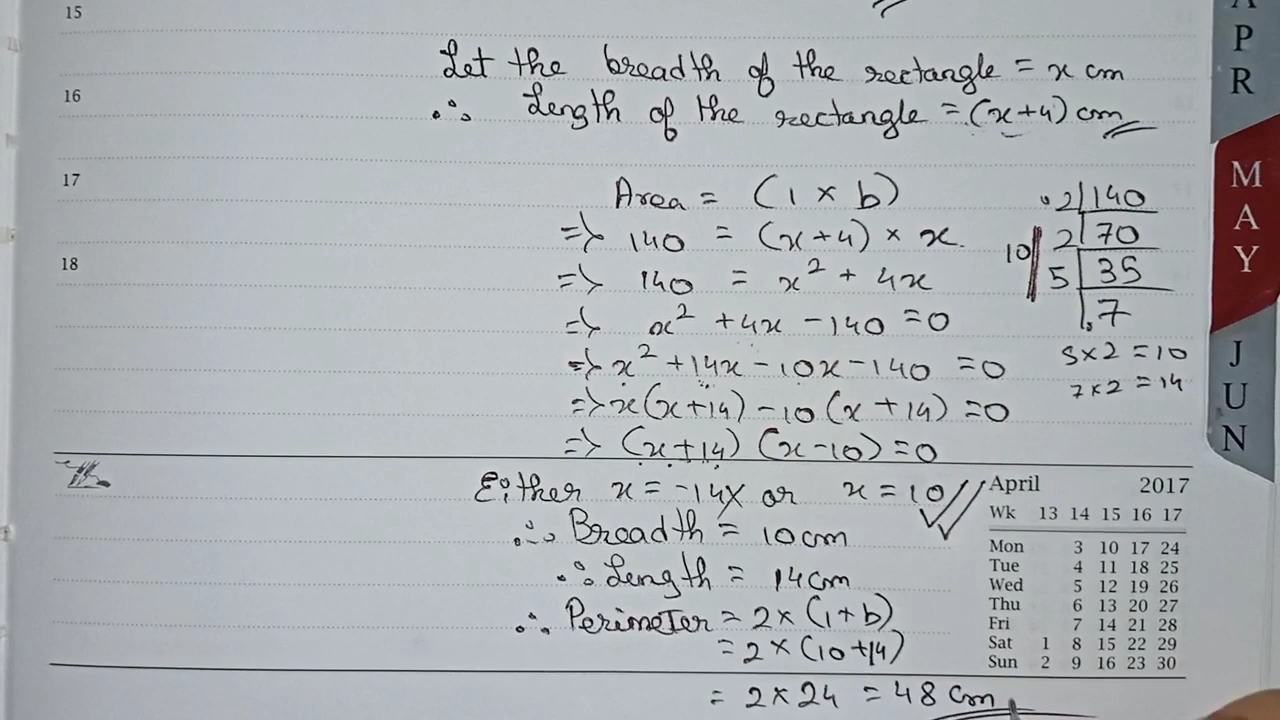 15
Let the breadth of the rectangle = x cm
16
∴ Length of the rectangle = (x+4) cm
17
Area = (l × b)
=> 140 = (x+4) × x
18
=> 140 = x² + 4x
=> x² + 4x - 140 = 0
=> x² + 14x - 10x - 140 = 0
=> x(x+14) - 10(x+14) = 0
=> (x+14) (x-10) = 0
Either x = -14 × or x = 10
∴ Breadth = 10 cm
∴ Length = 14 cm
∴ Perimeter = 2 × (l+b)
= 2 × (10+14)
= 2 × 24 = 48 cm
2 140
10 2 70
5 35
7
5 × 2 = 10
7 × 2 = 14
APR
MAY
JUN
April 2017
Wk 13 14 15 16 17
Mon 3 10 17 24
Tue 4 11 18 25
Wed 5 12 19 26
Thu 6 13 20 27
Fri 7 14 21 28
Sat 1 8 15 22 29
Sun 2 9 16 23 30